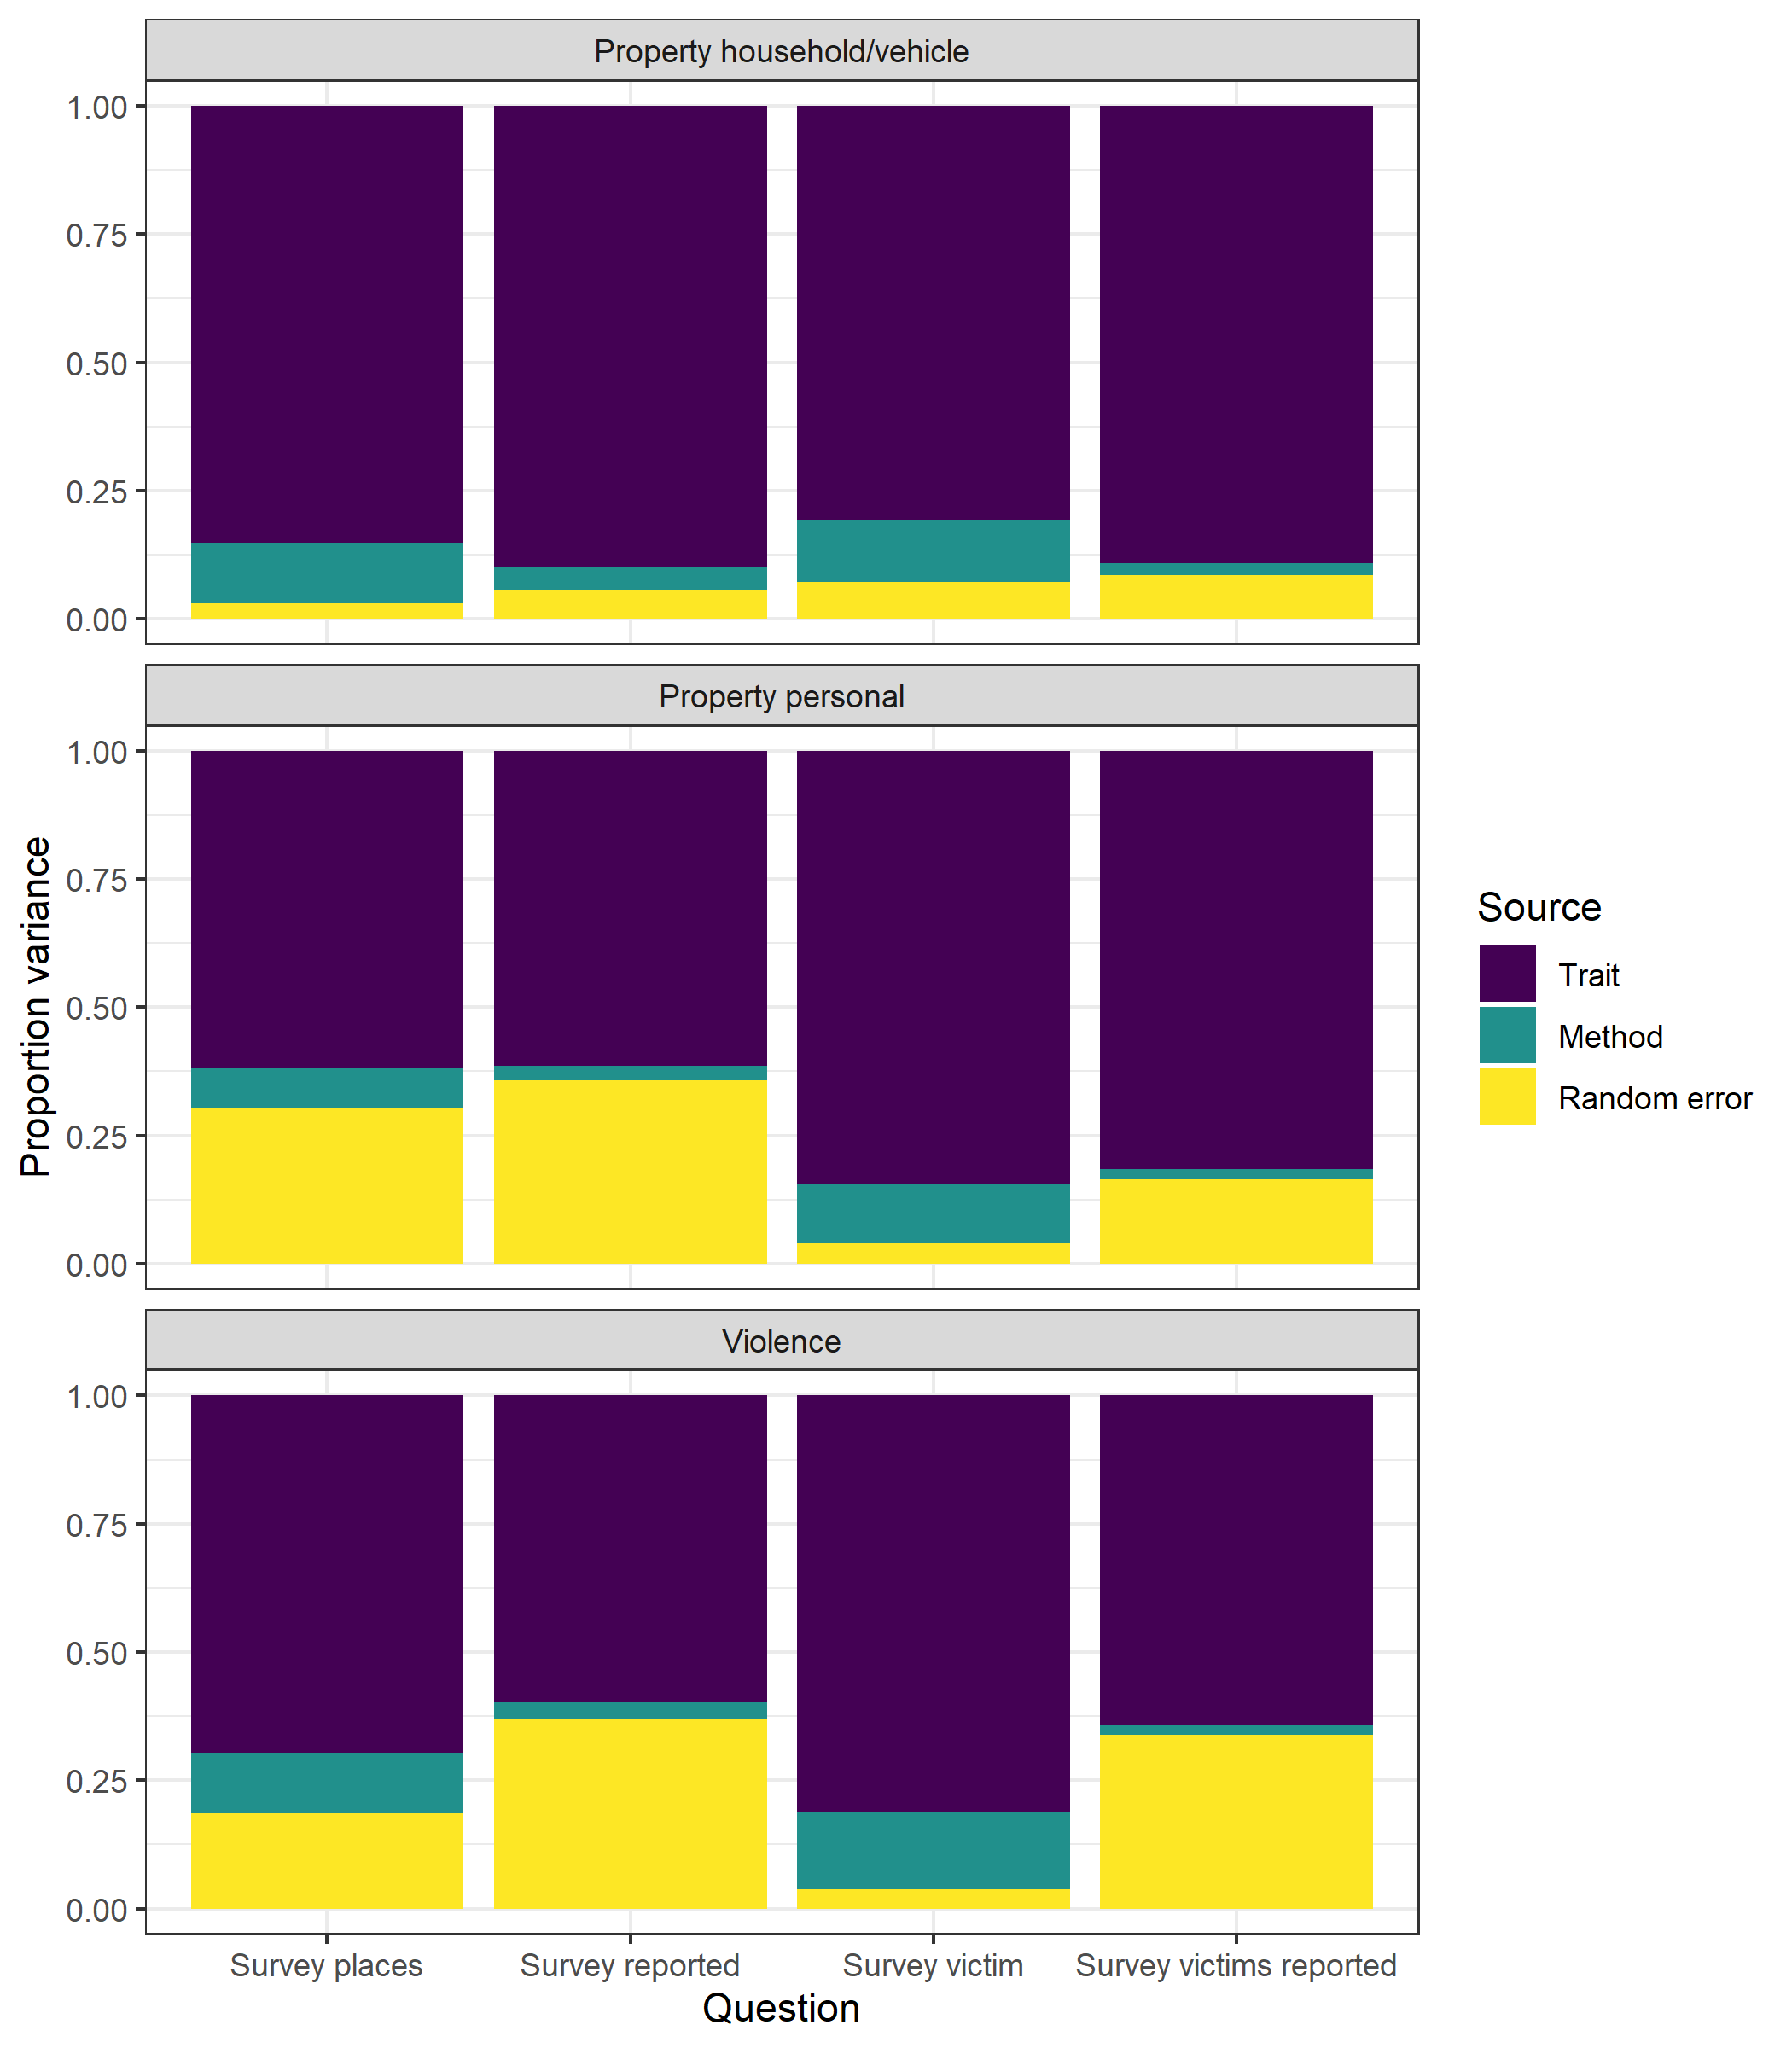 Property household/vehicle
1.00
0.75
0.50
0.25
0.00
Property personal
1.00
0.75
0.50
0.25
0.00
Violence
1.00
0.75
0.50
0.25
0.00
Proportion variance
Survey places Survey reported Survey victim Survey victims reported
Question
Source
Trait
Method
Random error